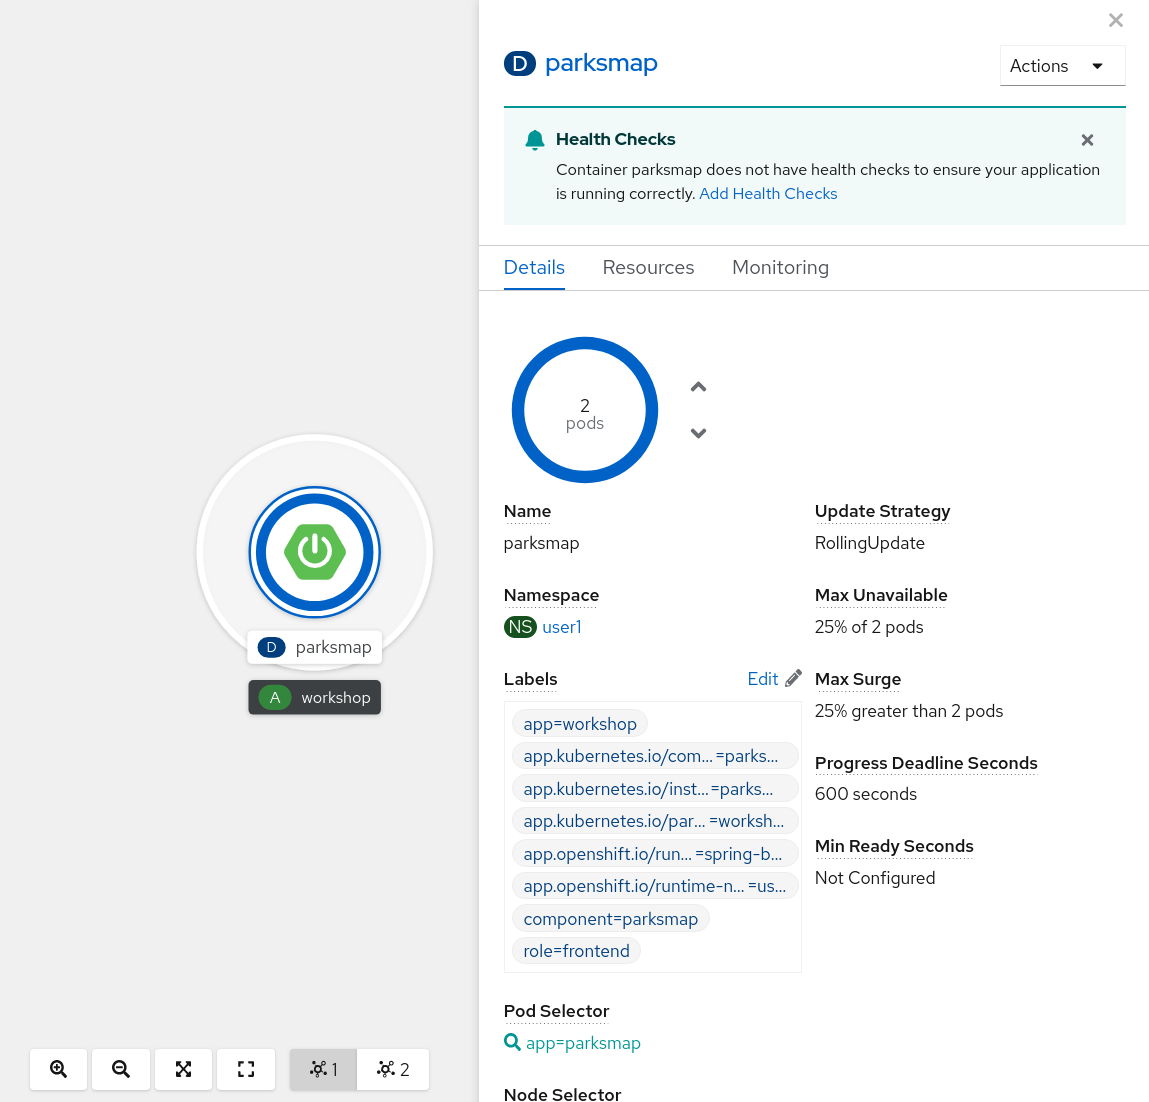 D parksmap
Actions
Health Checks
Container parksmap does not have health checks to ensure your application
is running correctly. Add Health Checks
Details Resources Monitoring
2
pods
Name
parksmap
Update Strategy
RollingUpdate
Namespace
NS user1
Max Unavailable
25% of 2 pods
Labels Edit
app=workshop
app.kubernetes.io/com... =parks...
app.kubernetes.io/inst... =parks...
app.kubernetes.io/par... =worksh...
app.openshift.io/run... =spring-b...
app.openshift.io/runtime-n... =us...
component=parksmap
role=frontend
Max Surge
25% greater than 2 pods
Progress Deadline Seconds
600 seconds
Min Ready Seconds
Not Configured
Pod Selector
app=parksmap
Node Selector
D parksmap
A workshop
1 2